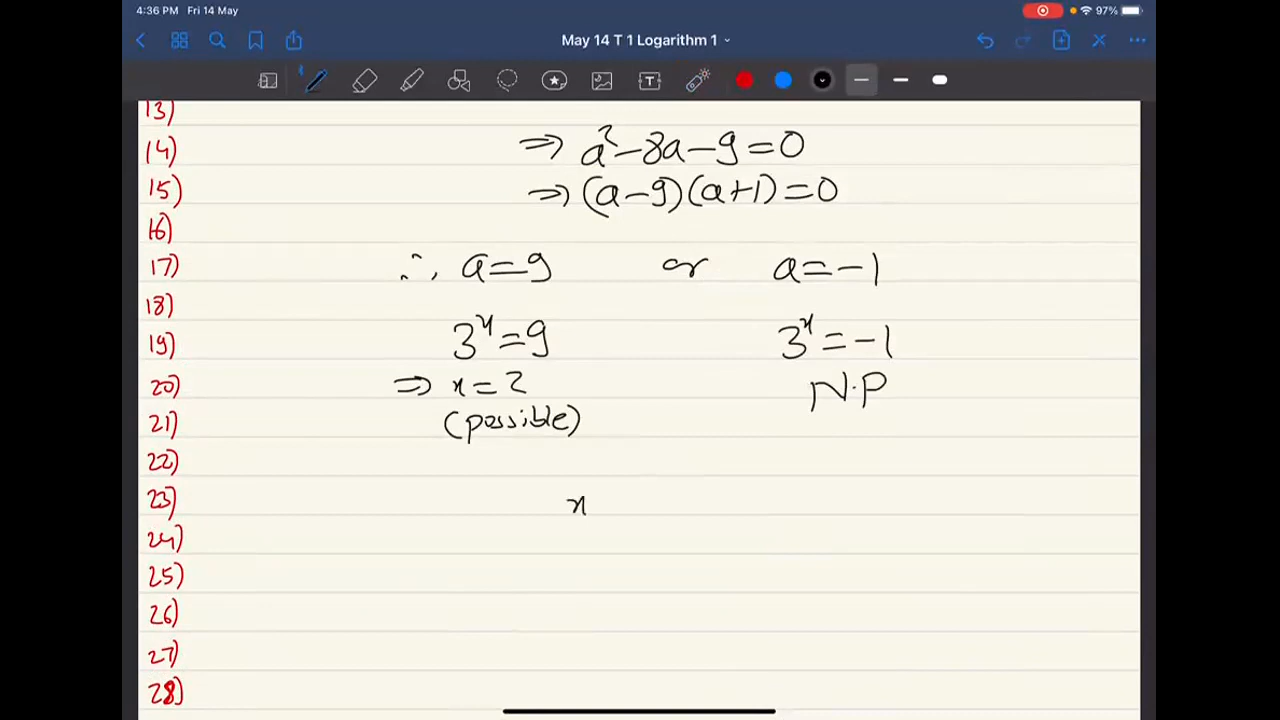 4:36 PM Fri 14 May 97%
May 14 T 1 Logarithm 1
13)
14) ⇒ a² - 8a - 9 = 0
15) ⇒ (a - 9)(a + 1) = 0
16)
17) ∴ a = 9 or a = -1
18)
19) 3ˣ = 9 3ˣ = -1
20) ⇒ x = 2 N.P
21) (possible)
22)
23) x
24)
25)
26)
27)
28)